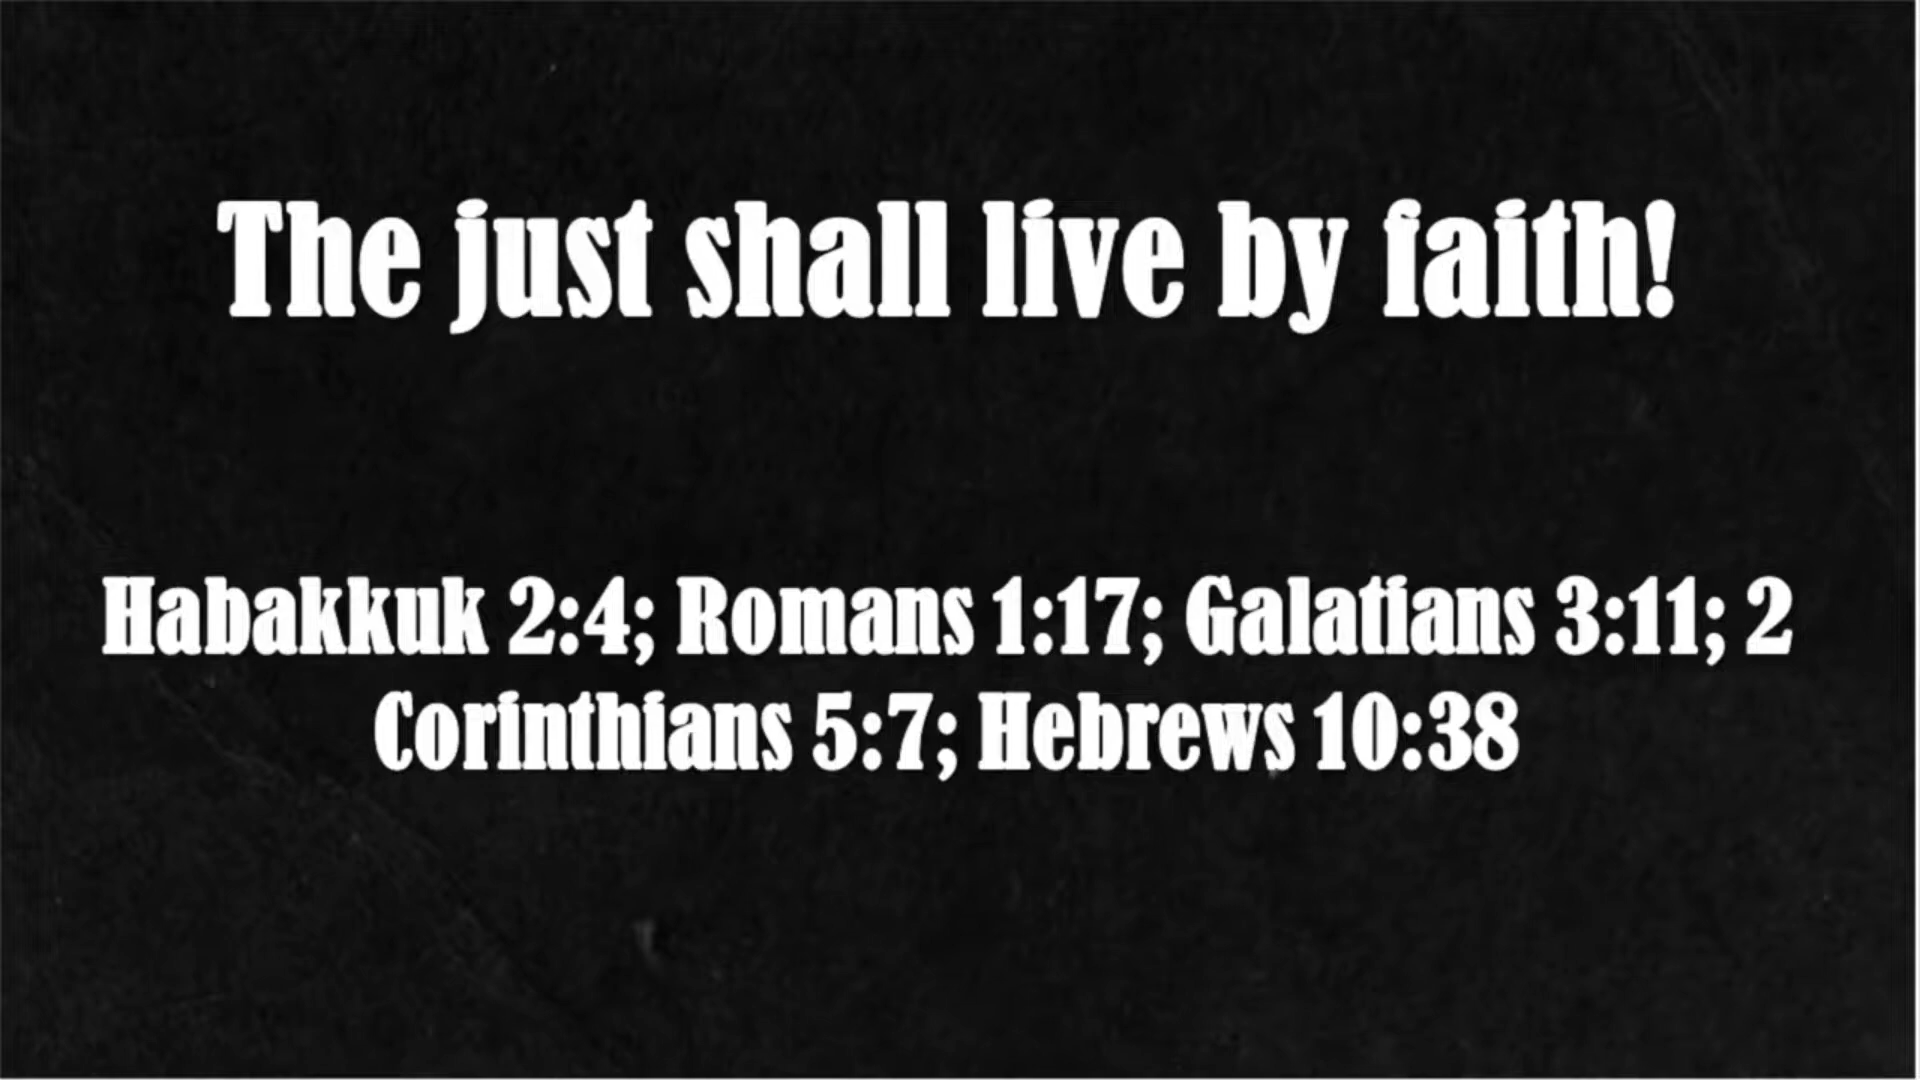 The just shall live by faith!
Habakkuk 2:4; Romans 1:17; Galatians 3:11; 2
Corinthians 5:7; Hebrews 10:38